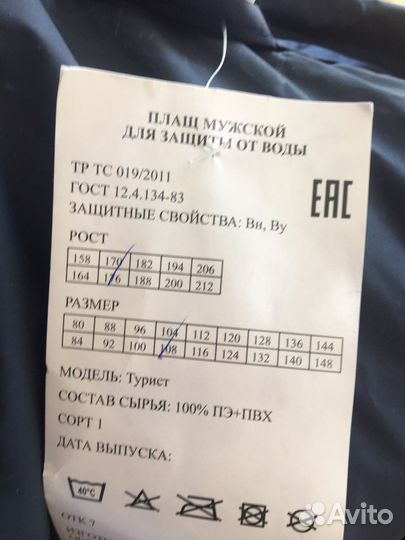 ПЛАЩ МУЖСКОЙ
ДЛЯ ЗАЩИТЫ ОТ ВОДЫ
ТР ТС 019/2011
ГОСТ 12.4.134-83
ЗАЩИТНЫЕ СВОЙСТВА: Вн, Ву
EAC
РОСТ
158 170 182 194 206
164 176 188 200 212
РАЗМЕР
80 88 96 104 112 120 128 136 144
84 92 100 108 116 124 132 140 148
МОДЕЛЬ: Турист
СОСТАВ СЫРЬЯ: 100% ПЭ+ПВХ
СОРТ 1
ДАТА ВЫПУСКА:
40°C
ОТК 7
Avito